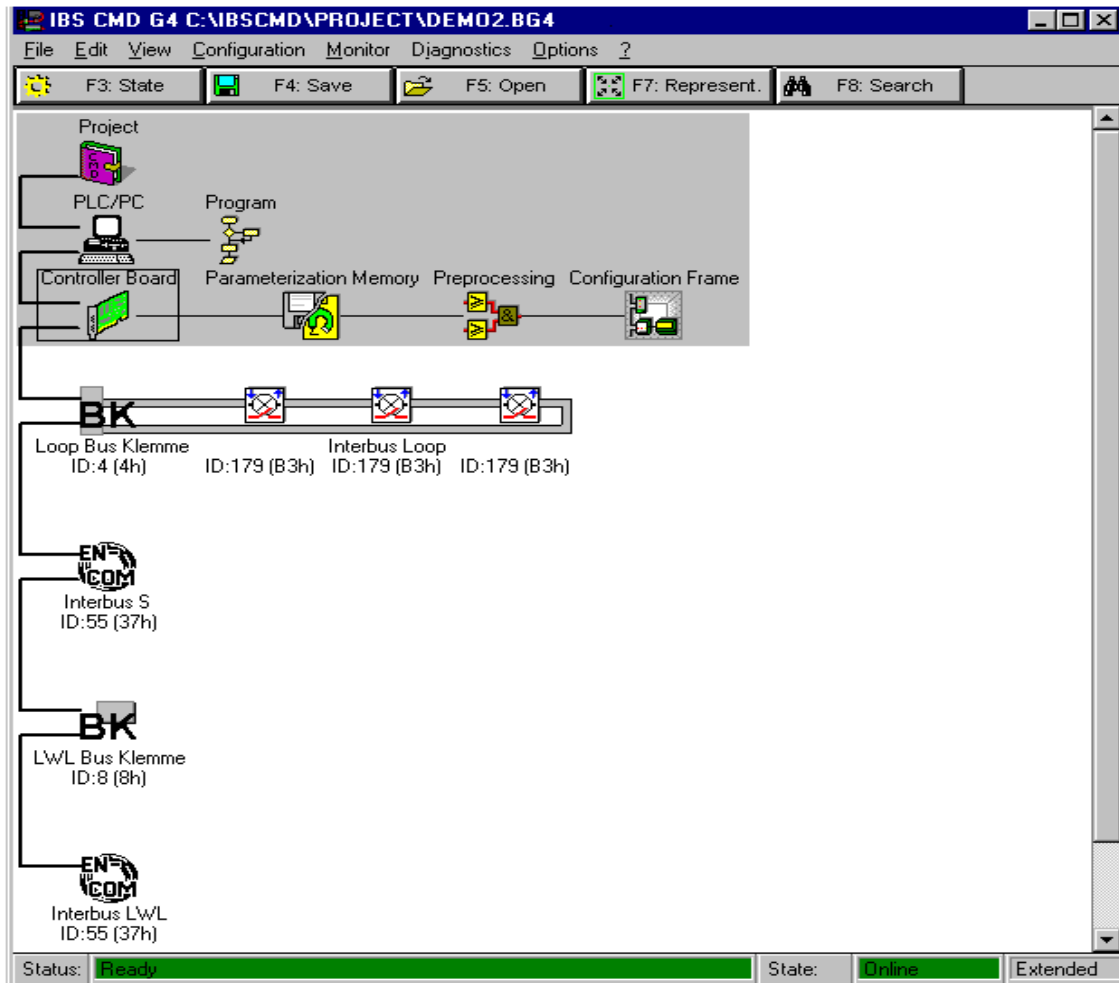 IBS CMD G4 C:\IBSCMD\PROJECT\DEMO2.BG4
File Edit View Configuration Monitor Djagnostics Options ?
F3: State F4: Save F5: Open F7: Represent. F8: Search
Project
CMD
PLC/PC Program
Controller Board Parameterization Memory Preprocessing Configuration Frame
≥ & ≥
BK
Loop Bus Klemme Interbus Loop
ID:4 (4h) ID:179 (B3h) ID:179 (B3h) ID:179 (B3h)
EN
COM
Interbus S
ID:55 (37h)
BK
LWL Bus Klemme
ID:8 (8h)
EN
COM
Interbus LWL
ID:55 (37h)
Status: Ready State: Online Extended